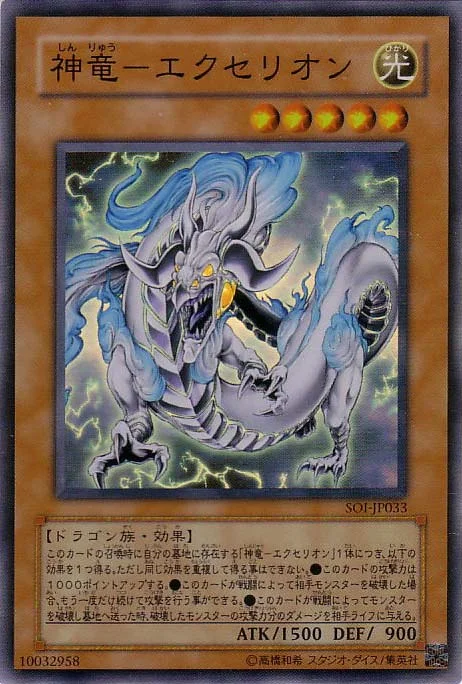 神竜－エクセリオン
光
SOI-JP033
【ドラゴン族・効果】
このカードの召喚時に自分の墓地に存在する「神竜－エクセリオン」1体につき、以下の
効果を1つ得る。ただし同じ効果を重複して得る事はできない。●このカードの攻撃力は
1000ポイントアップする。●このカードが戦闘によって相手モンスターを破壊した場
合、もう一度だけ続けて攻撃を行う事ができる。●このカードが戦闘によってモンスター
を破壊し墓地へ送った時、破壊したモンスターの攻撃力分のダメージを相手ライフに与える。
ATK/1500 DEF/ 900
10032958 ©高橋和希 スタジオ・ダイス/集英社